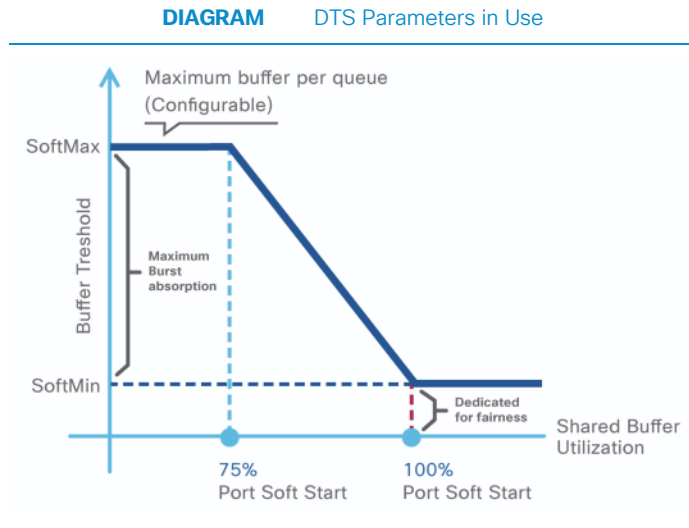 DIAGRAM DTS Parameters in Use
Maximum buffer per queue
(Configurable)
SoftMax
Buffer Treshold
Maximum
Burst
absorption
SoftMin
Dedicated
for fairness
Shared Buffer
Utilization
75%
Port Soft Start
100%
Port Soft Start